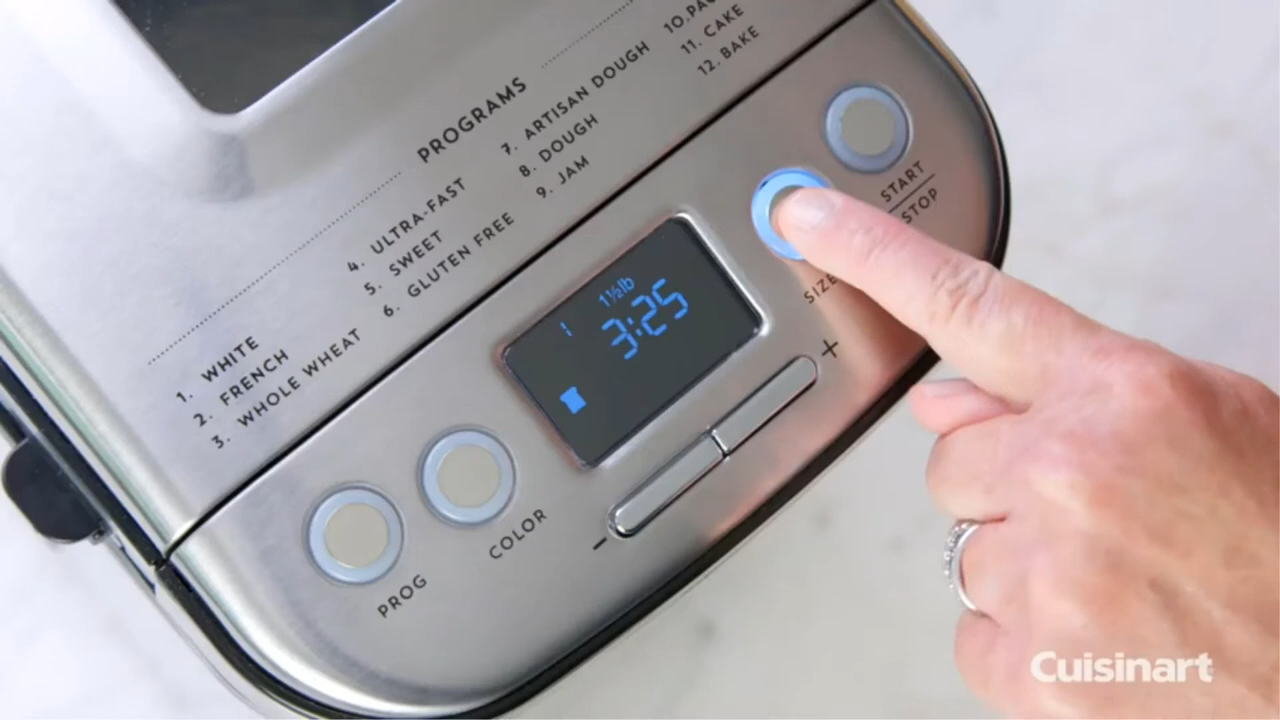 PROGRAMS
1. WHITE
2. FRENCH
3. WHOLE WHEAT
4. ULTRA-FAST
5. SWEET
6. GLUTEN FREE
7. ARTISAN DOUGH
8. DOUGH
9. JAM
10.
11. CAKE
12. BAKE
1½lb
1 3:25
PROG
COLOR
- +
SIZE
START
STOP
Cuisinart